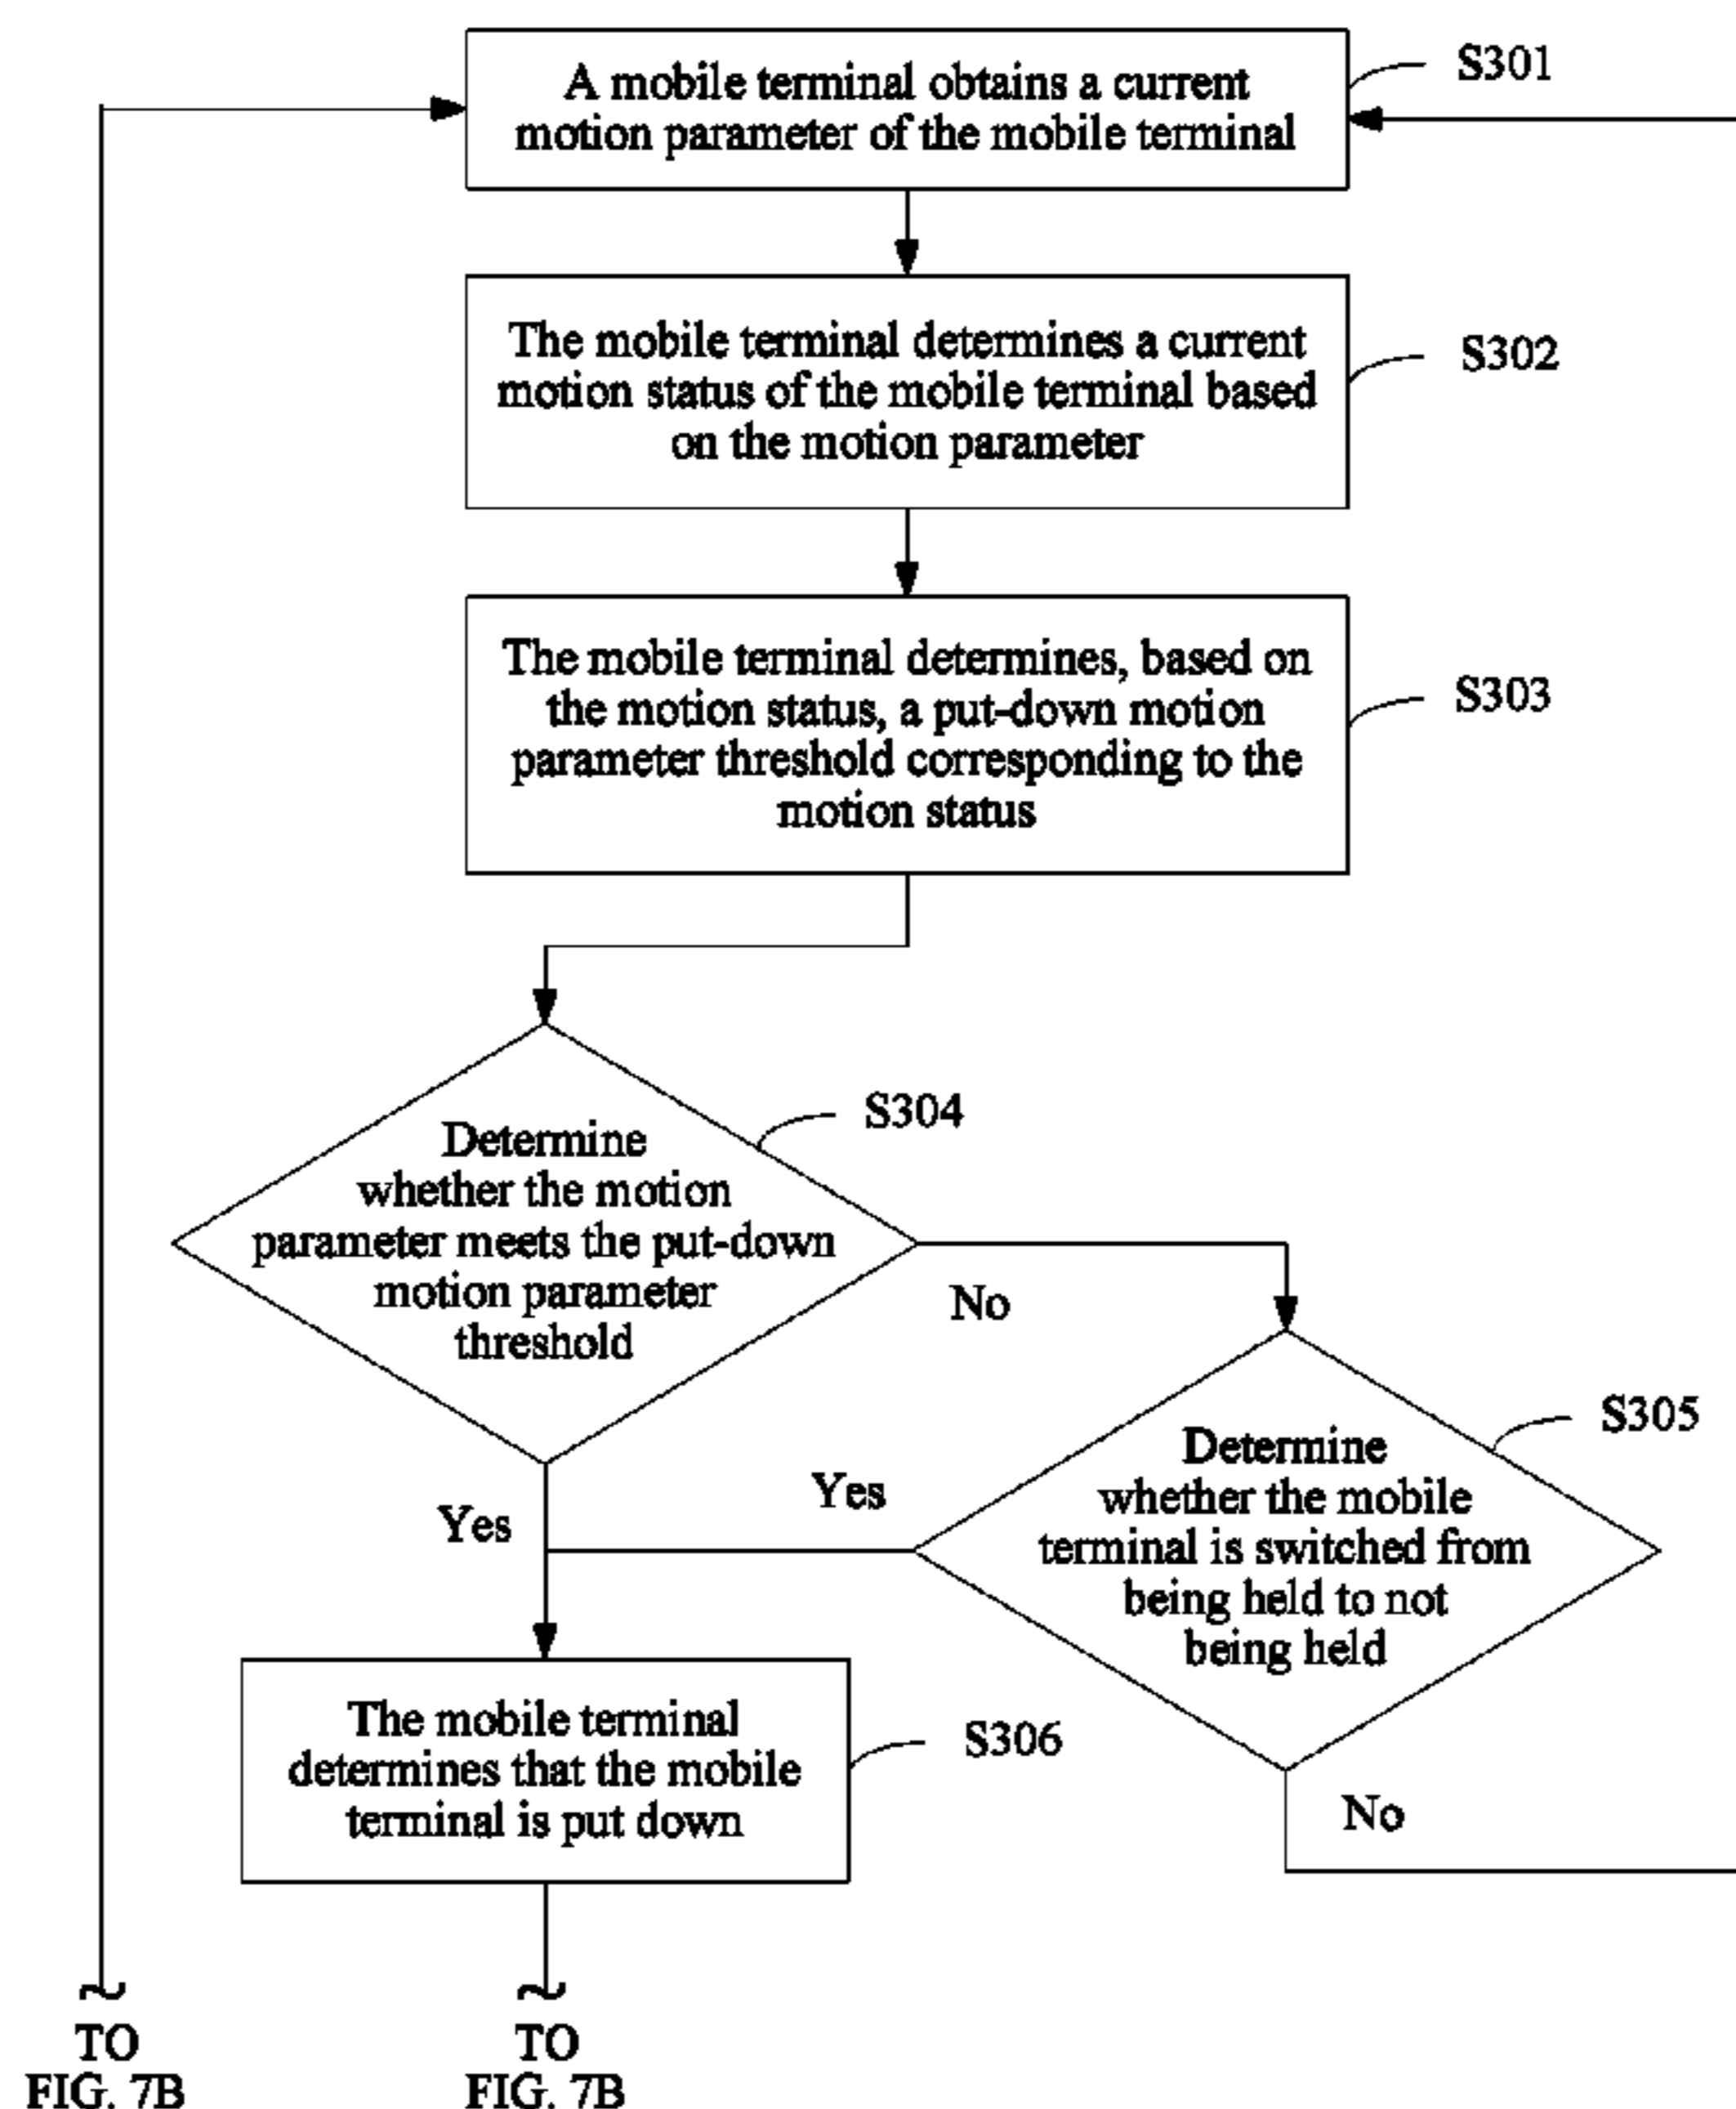 A mobile terminal obtains a current
motion parameter of the mobile terminal
S301
The mobile terminal determines a current
motion status of the mobile terminal based
on the motion parameter
S302
The mobile terminal determines, based on
the motion status, a put-down motion
parameter threshold corresponding to the
motion status
S303
Determine
whether the motion
parameter meets the put-down
motion parameter
threshold
S304
No
Yes
Determine
whether the mobile
terminal is switched from
being held to not
being held
S305
Yes
No
The mobile terminal
determines that the mobile
terminal is put down
S306
TO
FIG. 7B
TO
FIG. 7B